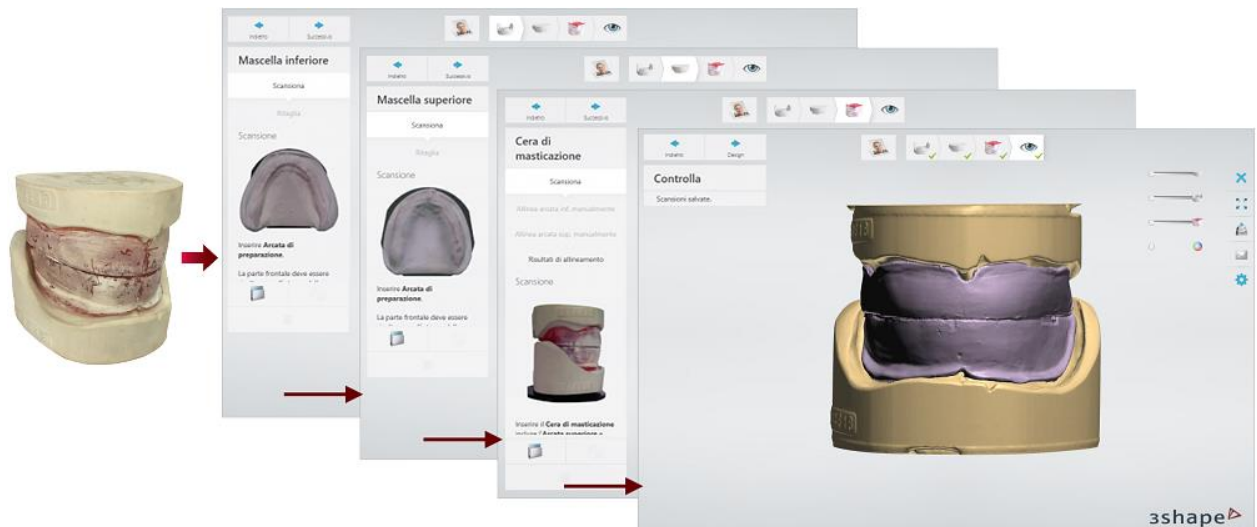 Indietro
Successivo
Mascella inferiore
Scansiona
Ritaglia
Scansione
Inserire Arcata di
preparazione.
La parte frontale deve essere
Indietro
Successivo
Mascella superiore
Scansiona
Ritaglia
Scansione
Inserire Arcata di
preparazione.
La parte frontale deve essere
Indietro
Successivo
Cera di
masticazione
Scansiona
Allinea arcata inf. manualmente
Allinea arcata sup. manualmente
Risultati di allineamento
Scansione
Inserire il Cera di masticazione
Indietro
Design
Controlla
Scansioni salvate.
3shape